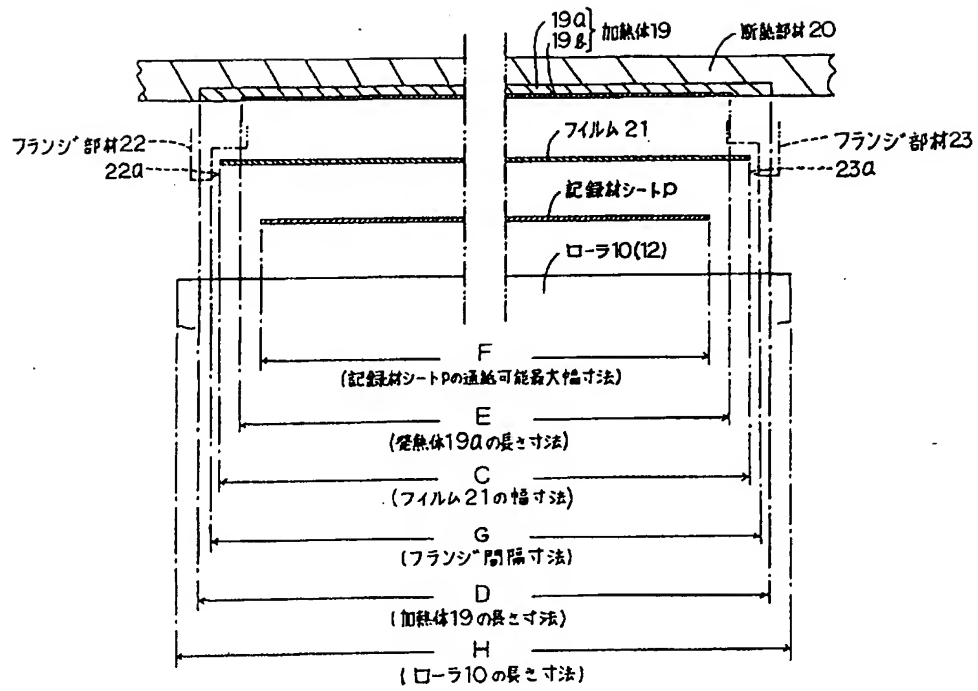 19a
19b } 加熱体19
断熱部材20
フランジ部材22
22a
フィルム21
フランジ部材23
23a
記録材シートP
ローラ10(12)
F
(記録材シートPの通紙可能最大幅寸法)
E
(発熱体19aの長さ寸法)
C
(フィルム21の幅寸法)
G
(フランジ間隔寸法)
D
(加熱体19の長さ寸法)
H
(ローラ10の長さ寸法)